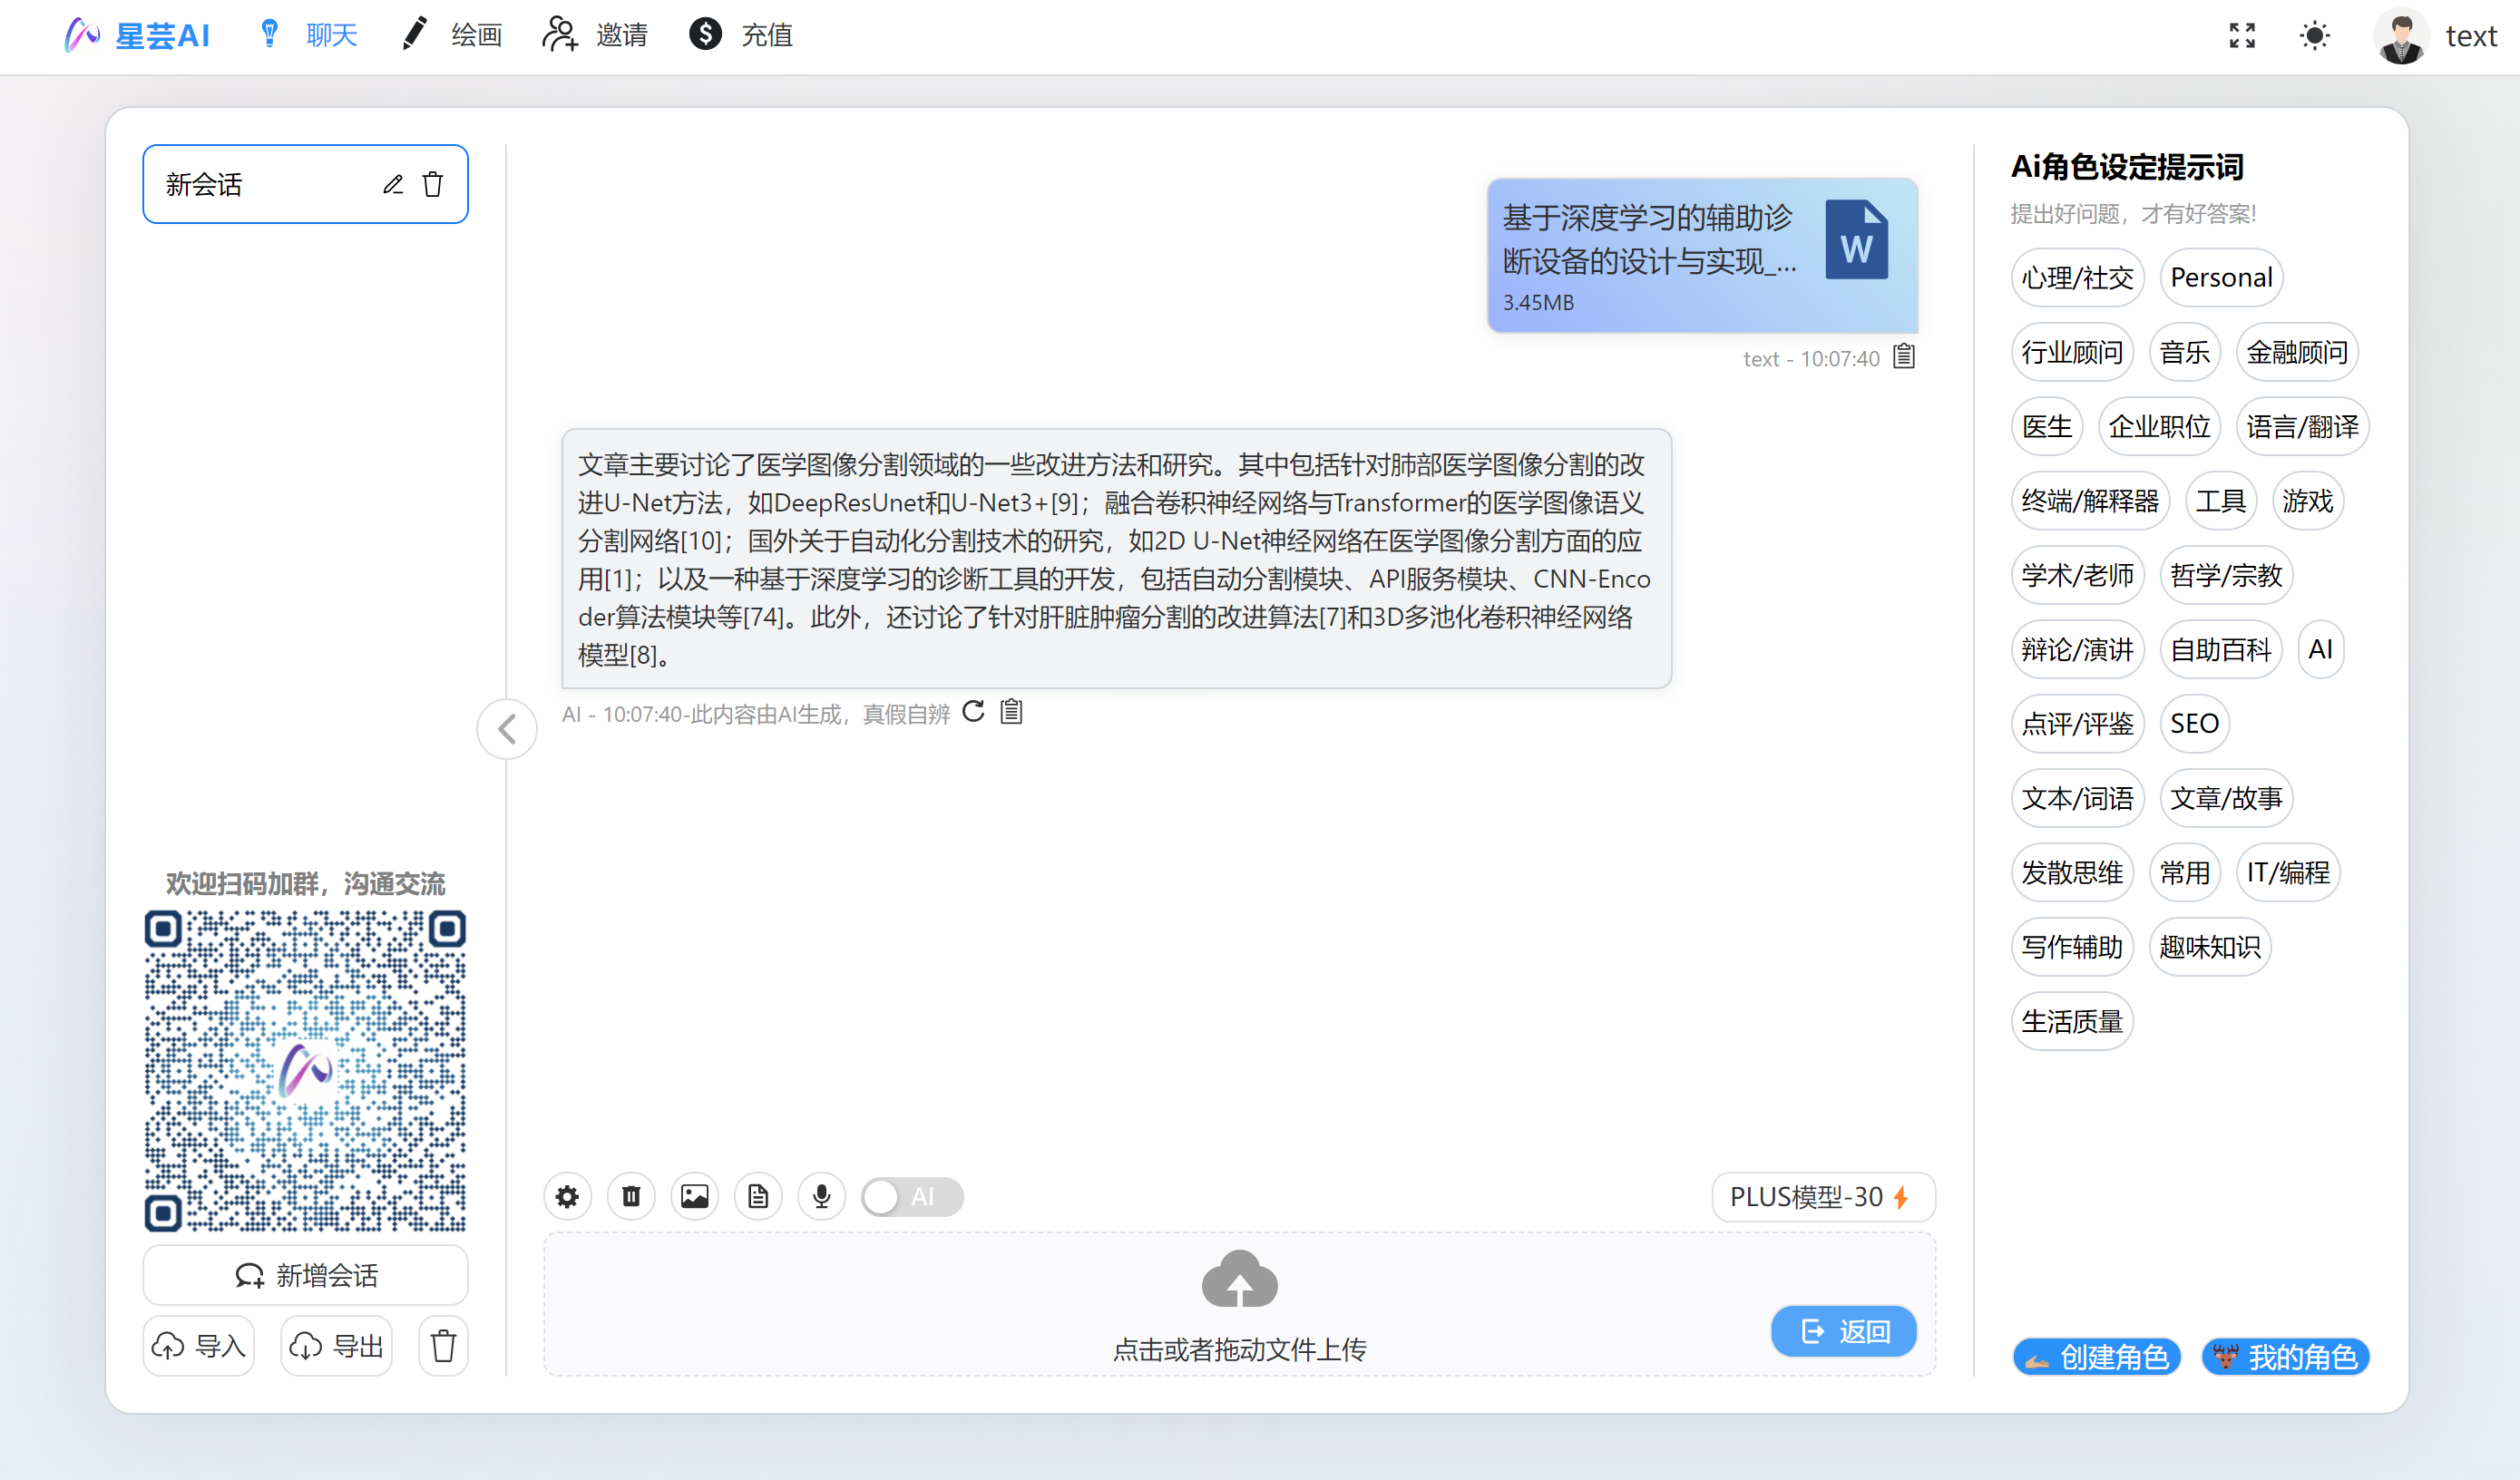 星芸AI
聊天
绘画
邀请
充值
text
新会话
基于深度学习的辅助诊
断设备的设计与实现_...
W
3.45MB
text - 10:07:40
文章主要讨论了医学图像分割领域的一些改进方法和研究。其中包括针对肺部医学图像分割的改
进U-Net方法，如DeepResUnet和U-Net3+[9]；融合卷积神经网络与Transformer的医学图像语义
分割网络[10]；国外关于自动化分割技术的研究，如2D U-Net神经网络在医学图像分割方面的应
用[1]；以及一种基于深度学习的诊断工具的开发，包括自动分割模块、API服务模块、CNN-Enco
der算法模块等[74]。此外，还讨论了针对肝脏肿瘤分割的改进算法[7]和3D多池化卷积神经网络
模型[8]。
AI - 10:07:40-此内容由AI生成，真假自辨
欢迎扫码加群，沟通交流
新增会话
导入
导出
AI
PLUS模型-30
点击或者拖动文件上传
返回
Ai角色设定提示词
提出好问题，才有好答案!
心理/社交
Personal
行业顾问
音乐
金融顾问
医生
企业职位
语言/翻译
终端/解释器
工具
游戏
学术/老师
哲学/宗教
辩论/演讲
自助百科
AI
点评/评鉴
SEO
文本/词语
文章/故事
发散思维
常用
IT/编程
写作辅助
趣味知识
生活质量
创建角色
我的角色